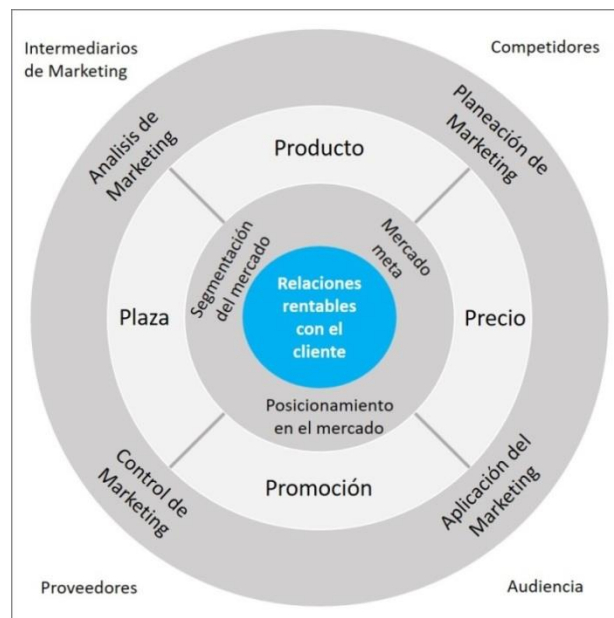 Intermediarios
de Marketing
Competidores
Analisis de
Marketing
Planeación de
Marketing
Producto
Segmentación
del mercado
Mercado
meta
Relaciones
rentables
con el
cliente
Plaza
Precio
Posicionamiento
en el mercado
Promoción
Control de
Marketing
Aplicación del
Marketing
Proveedores
Audiencia